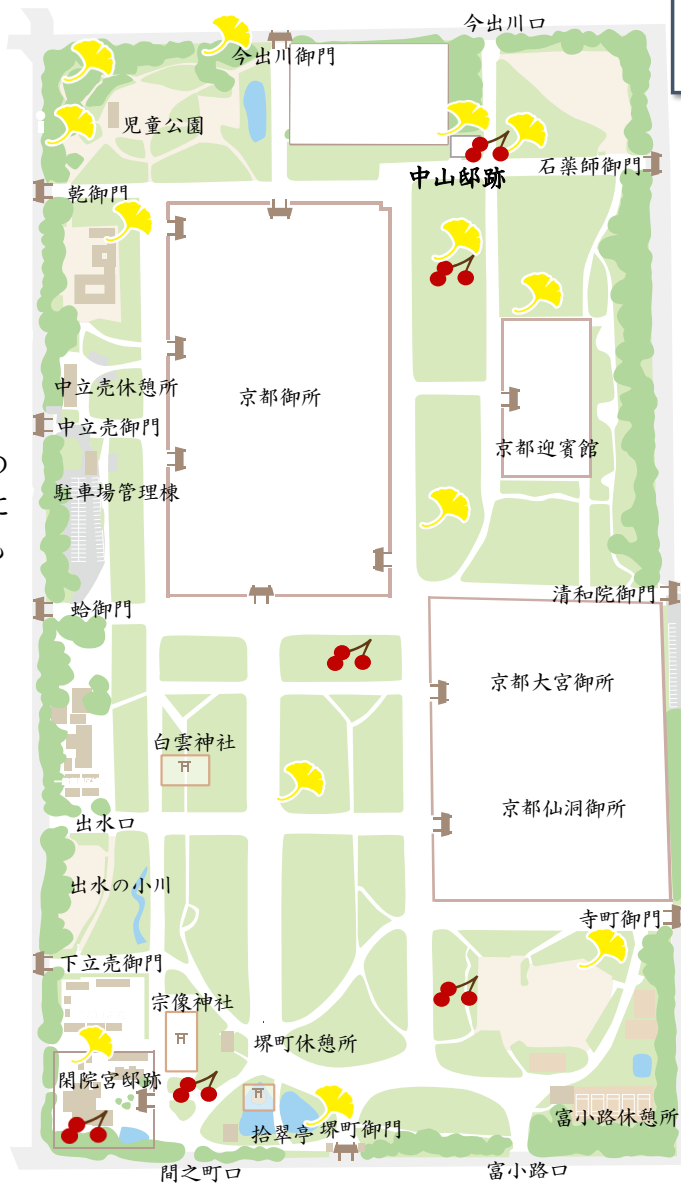 今出川口
今出川御門
児童公園
中山邸跡
石薬師御門
乾御門
中立売休憩所
京都御所
中立売御門
京都迎賓館
駐車場管理棟
清和院御門
蛤御門
京都大宮御所
白雲神社
京都仙洞御所
出水口
出水の小川
寺町御門
下立売御門
宗像神社
堺町休憩所
閑院宮邸跡
富小路休憩所
拾翠亭
堺町御門
間之町口
富小路口